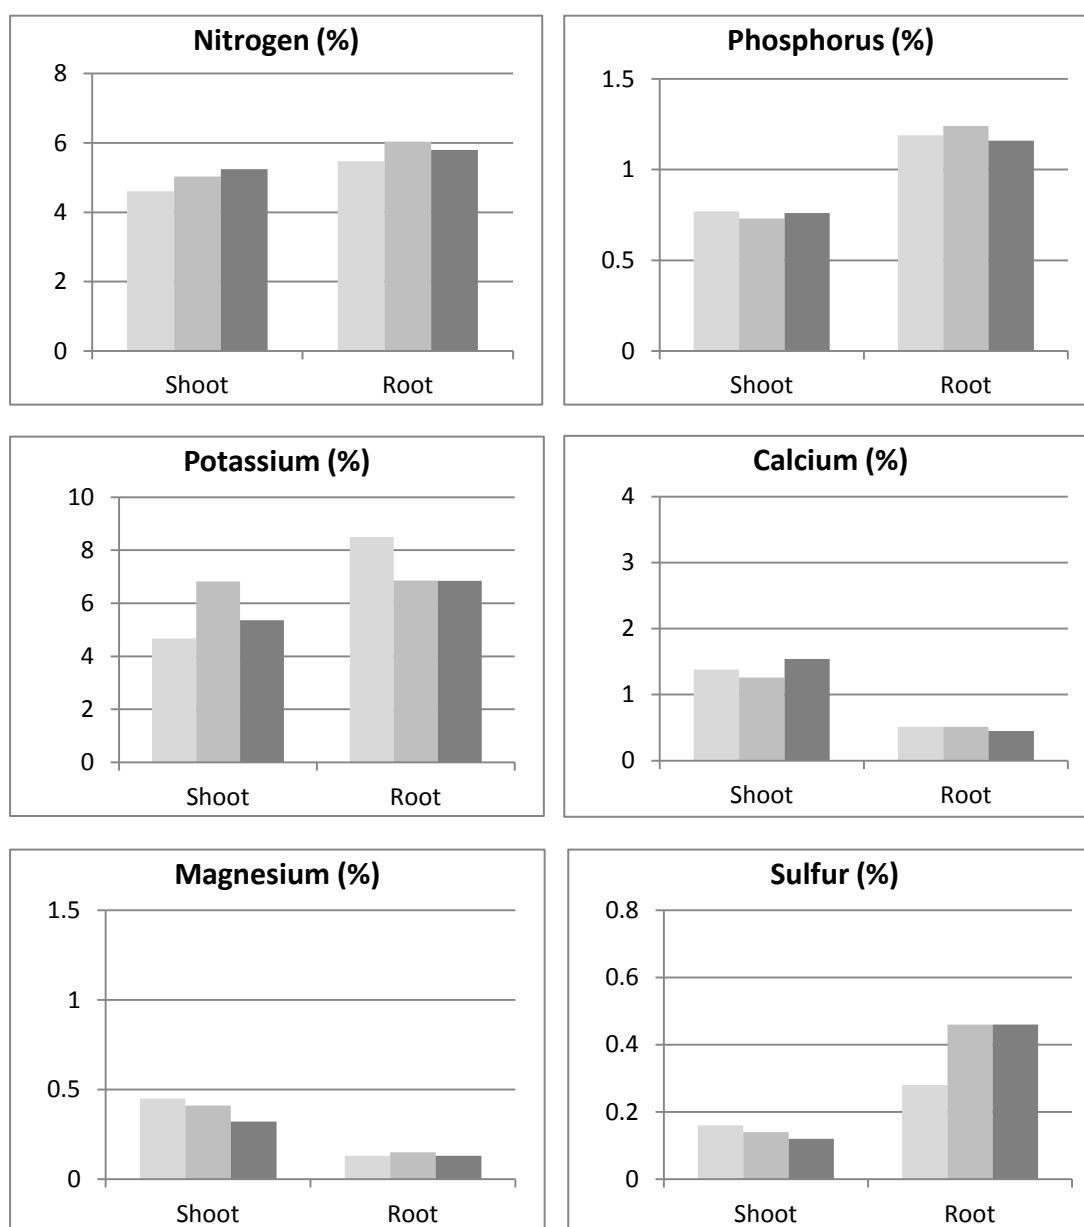 Nitrogen (%)
8
6
4
2
0
Shoot Root
Phosphorus (%)
1.5
1
0.5
0
Shoot Root
Potassium (%)
10
8
6
4
2
0
Shoot Root
Calcium (%)
4
3
2
1
0
Shoot Root
Magnesium (%)
1.5
1
0.5
0
Shoot Root
Sulfur (%)
0.8
0.6
0.4
0.2
0
Shoot Root